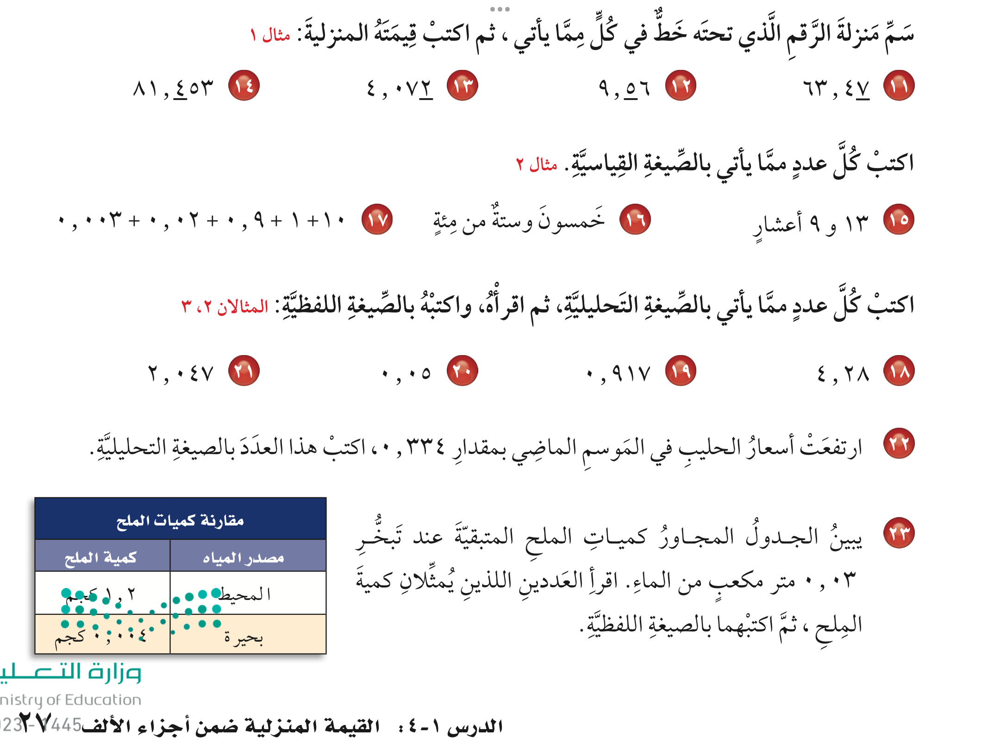 سَمِّ مَنزلةَ الرَّقمِ الَّذي تحتَه خَطٌّ في كُلٍّ مِمَّا يأتي ، ثم اكتبْ قِيمَتَهُ المنزليةَ: مثال ١
١١ ٦٣,٤٧ ١٢ ٩,٥٦ ١٣ ٤,٠٧٢ ١٤ ٨١,٤٥٣
اكتبْ كُلَّ عددٍ ممَّا يأتي بالصِّيغةِ القِياسيَّةِ. مثال ٢
١٥ ١٣ و ٩ أعشارٍ ١٦ خَمسونَ وستةٌ من مِئةٍ ١٧ ١٠ + ١ + ٠,٩ + ٠,٠٢ + ٠,٠٠٣
اكتبْ كُلَّ عددٍ ممَّا يأتي بالصِّيغةِ التَحليليَّةِ، ثم اقرأْهُ، واكتبْهُ بالصِّيغةِ اللفظيَّةِ: المثالان ٢، ٣
١٨ ٤,٢٨ ١٩ ٠,٩١٧ ٢٠ ٠,٠٥ ٢١ ٢,٠٤٧
٢٢ ارتفعَتْ أسعارُ الحليبِ في المَوسمِ الماضِي بمقدارِ ٠,٣٣٤، اكتبْ هذا العدَدَ بالصيغةِ التحليليَّةِ.
٢٣ يبينُ الجـدولُ المجـاورُ كميـاتِ الملحِ المتبقيّةَ عند تَبخُّـرِ
٠,٠٣ متر مكعبٍ من الماءِ. اقرأِ العَددينِ اللذينِ يُمثِّلانِ كميةَ
المِلحِ ، ثمَّ اكتبْهما بالصيغةِ اللفظيَّةِ.
مقارنة كميات الملح
مصدر المياه كمية الملح
المحيط ١,٢ كجم
بحيرة ٠,٠٠٤ كجم
وزارة التـعـليـ
nistry of Education
023 - 1445
الدرس ١-٤: القيمة المنزلية ضمن أجزاء الألف ٢٧